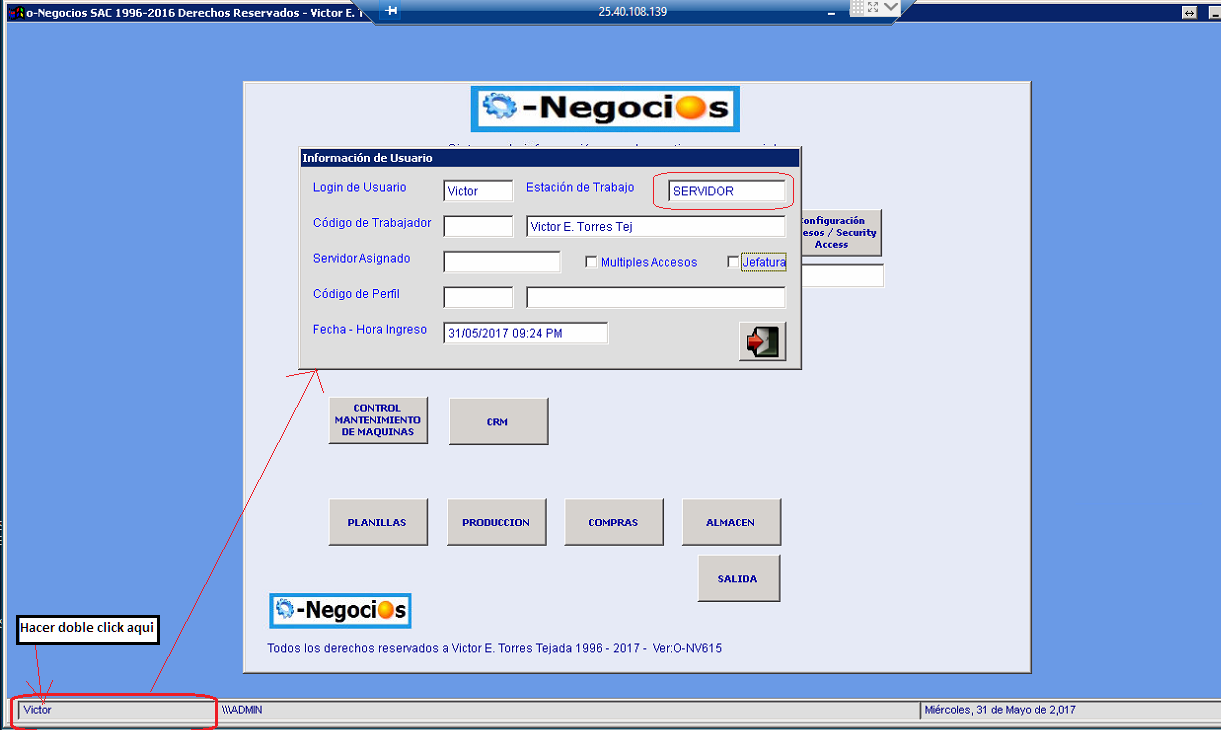 o-Negocios SAC 1996-2016 Derechos Reservados - Victor E. T
25.40.108.139
-Negocios
Información de Usuario
Login de Usuario
Victor
Estación de Trabajo
SERVIDOR
Código de Trabajador
Victor E. Torres Tej
Servidor Asignado
Multiples Accesos
Jefatura
Código de Perfil
Fecha - Hora Ingreso
31/05/2017 09:24 PM
onfiguración
esos / Security
Access
CONTROL
MANTENIMIENTO
DE MAQUINAS
CRM
PLANILLAS
PRODUCCION
COMPRAS
ALMACEN
SALIDA
-Negocios
Todos los derechos reservados a Victor E. Torres Tejada 1996 - 2017 - Ver:O-NV615
Hacer doble click aqui
Victor
\\\ADMIN
Miércoles, 31 de Mayo de 2,017